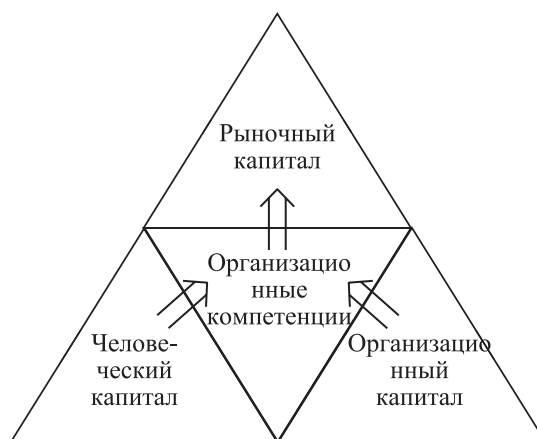 Рыночный
капитал
Организацио
нные
компетенции
Челове-
ческий
капитал
Организацио
нный
капитал